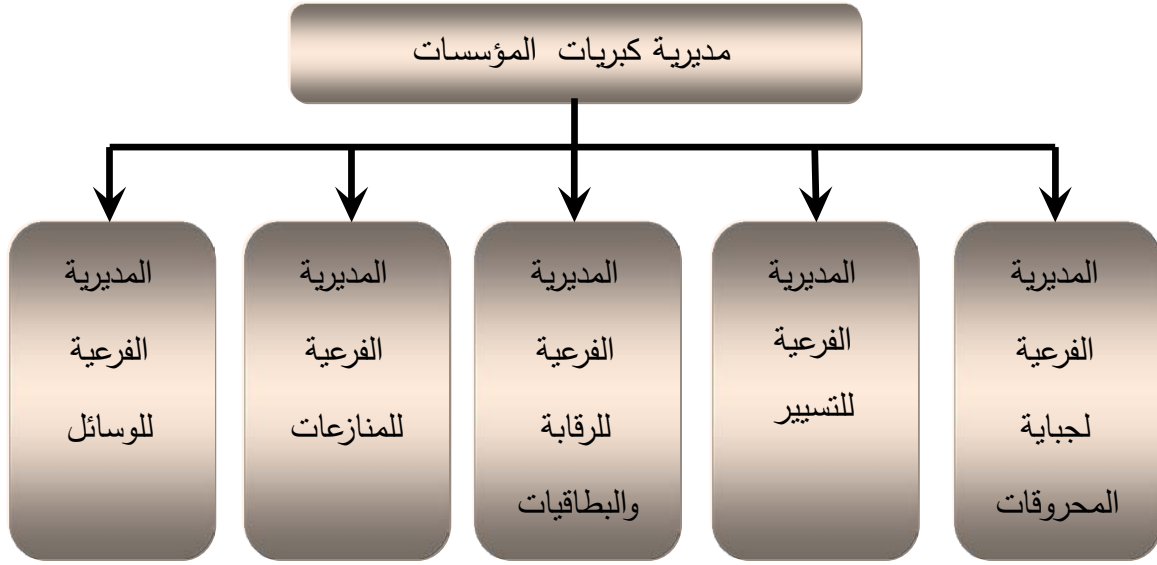 مديرية كبريات المؤسسات
المديرية
الفرعية
لجباية
المحروقات
المديرية
الفرعية
للتسيير
المديرية
الفرعية
للرقابة
والبطاقيات
المديرية
الفرعية
للمنازعات
المديرية
الفرعية
للوسائل